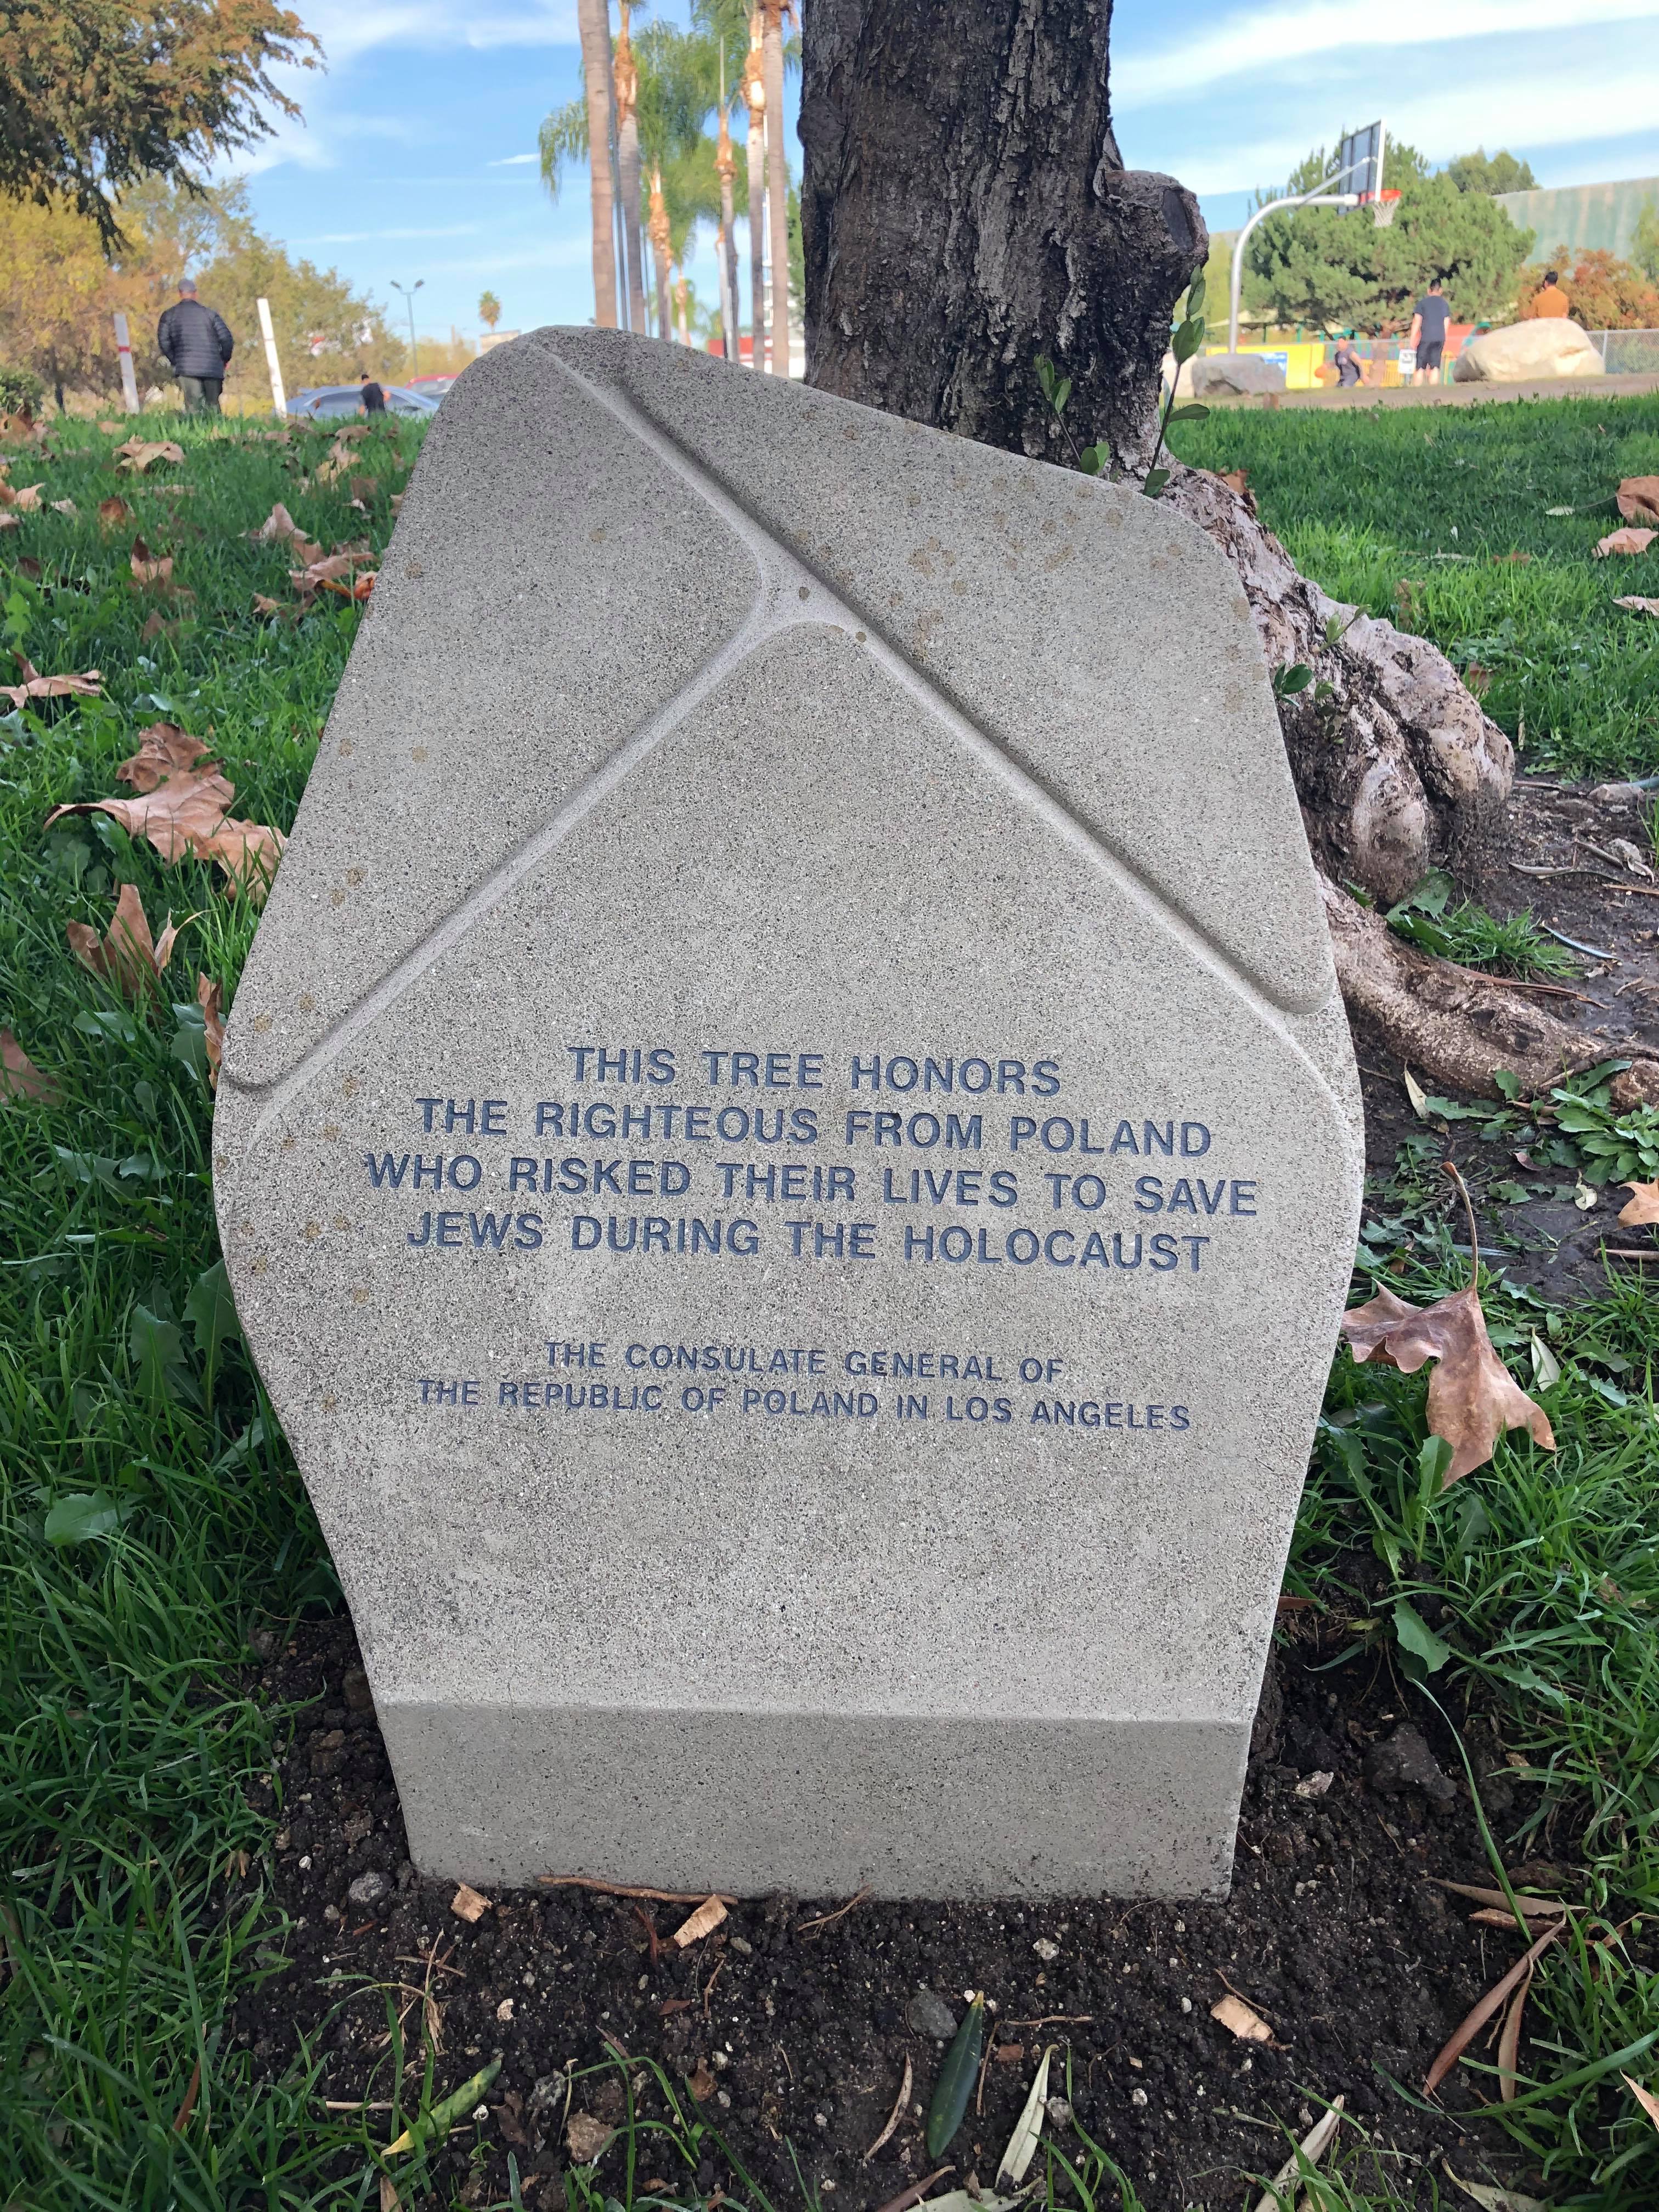 THIS TREE HONORS
THE RIGHTEOUS FROM POLAND
WHO RISKED THEIR LIVES TO SAVE
JEWS DURING THE HOLOCAUST
THE CONSULATE GENERAL OF
THE REPUBLIC OF POLAND IN LOS ANGELES